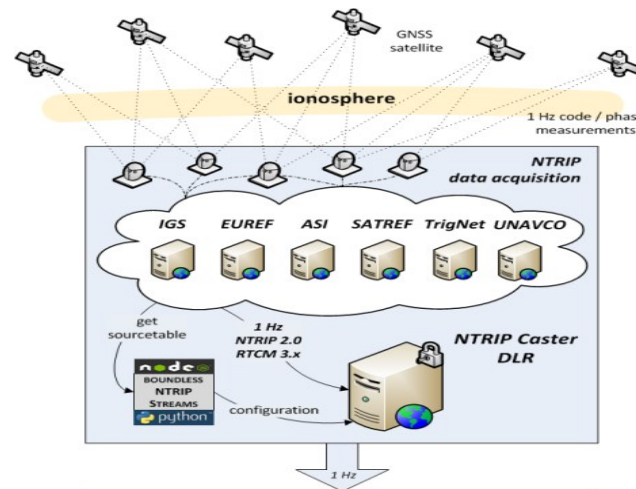 GNSS
satellite
ionosphere
1 Hz code / phase
measurements
NTRIP
data acquisition
IGS EUREF ASI SATREF TrigNet UNAVCO
get
sourcetable
1 Hz
NTRIP 2.0
RTCM 3.x
NTRIP Caster
DLR
node
BOUNDLESS
NTRIP
STREAMS
python
configuration
1 Hz